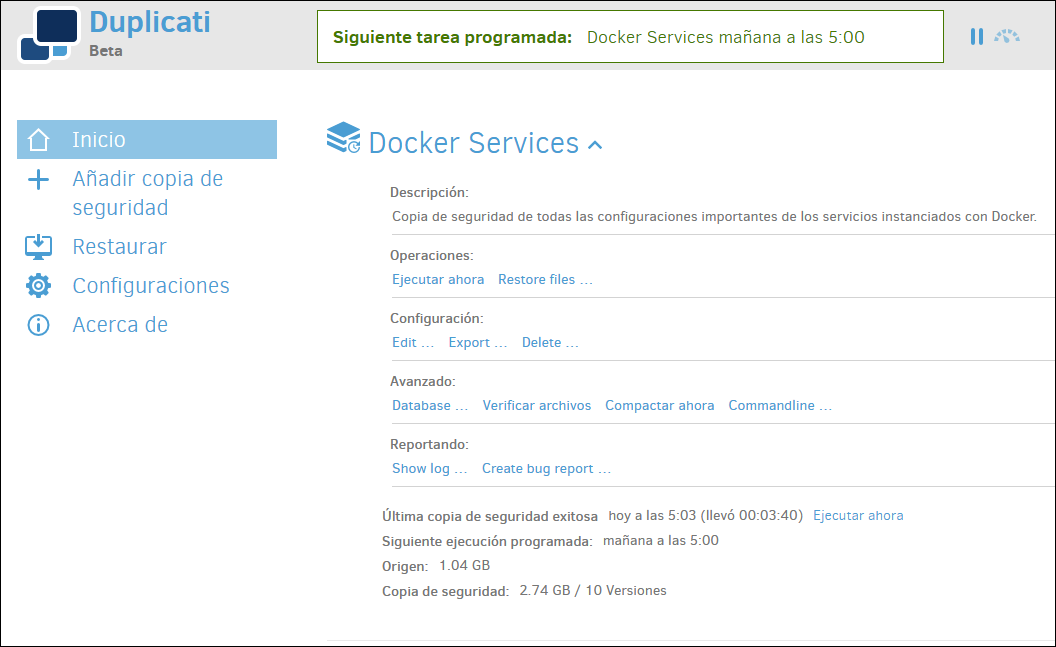 Duplicati
Beta
Siguiente tarea programada: Docker Services mañana a las 5:00
Inicio
Añadir copia de
seguridad
Restaurar
Configuraciones
Acerca de
Docker Services
Descripción:
Copia de seguridad de todas las configuraciones importantes de los servicios instanciados con Docker.
Operaciones:
Ejecutar ahora Restore files ...
Configuración:
Edit ... Export ... Delete ...
Avanzado:
Database ... Verificar archivos Compactar ahora Commandline ...
Reportando:
Show log ... Create bug report ...
Última copia de seguridad exitosa hoy a las 5:03 (llevó 00:03:40) Ejecutar ahora
Siguiente ejecución programada: mañana a las 5:00
Origen: 1.04 GB
Copia de seguridad: 2.74 GB / 10 Versiones